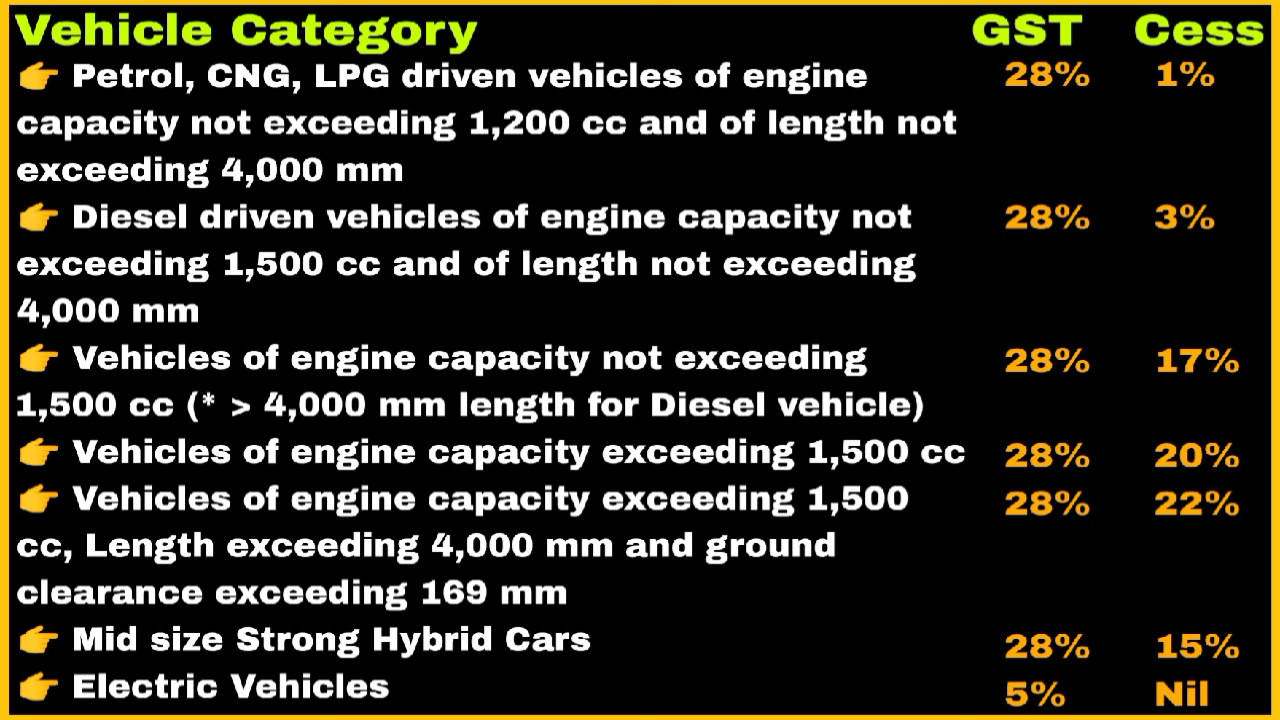 Vehicle Category GST Cess
👉 Petrol, CNG, LPG driven vehicles of engine 28% 1%
capacity not exceeding 1,200 cc and of length not
exceeding 4,000 mm
👉 Diesel driven vehicles of engine capacity not 28% 3%
exceeding 1,500 cc and of length not exceeding
4,000 mm
👉 Vehicles of engine capacity not exceeding 28% 17%
1,500 cc (* > 4,000 mm length for Diesel vehicle)
👉 Vehicles of engine capacity exceeding 1,500 cc 28% 20%
👉 Vehicles of engine capacity exceeding 1,500 28% 22%
cc, Length exceeding 4,000 mm and ground
clearance exceeding 169 mm
👉 Mid size Strong Hybrid Cars 28% 15%
👉 Electric Vehicles 5% Nil